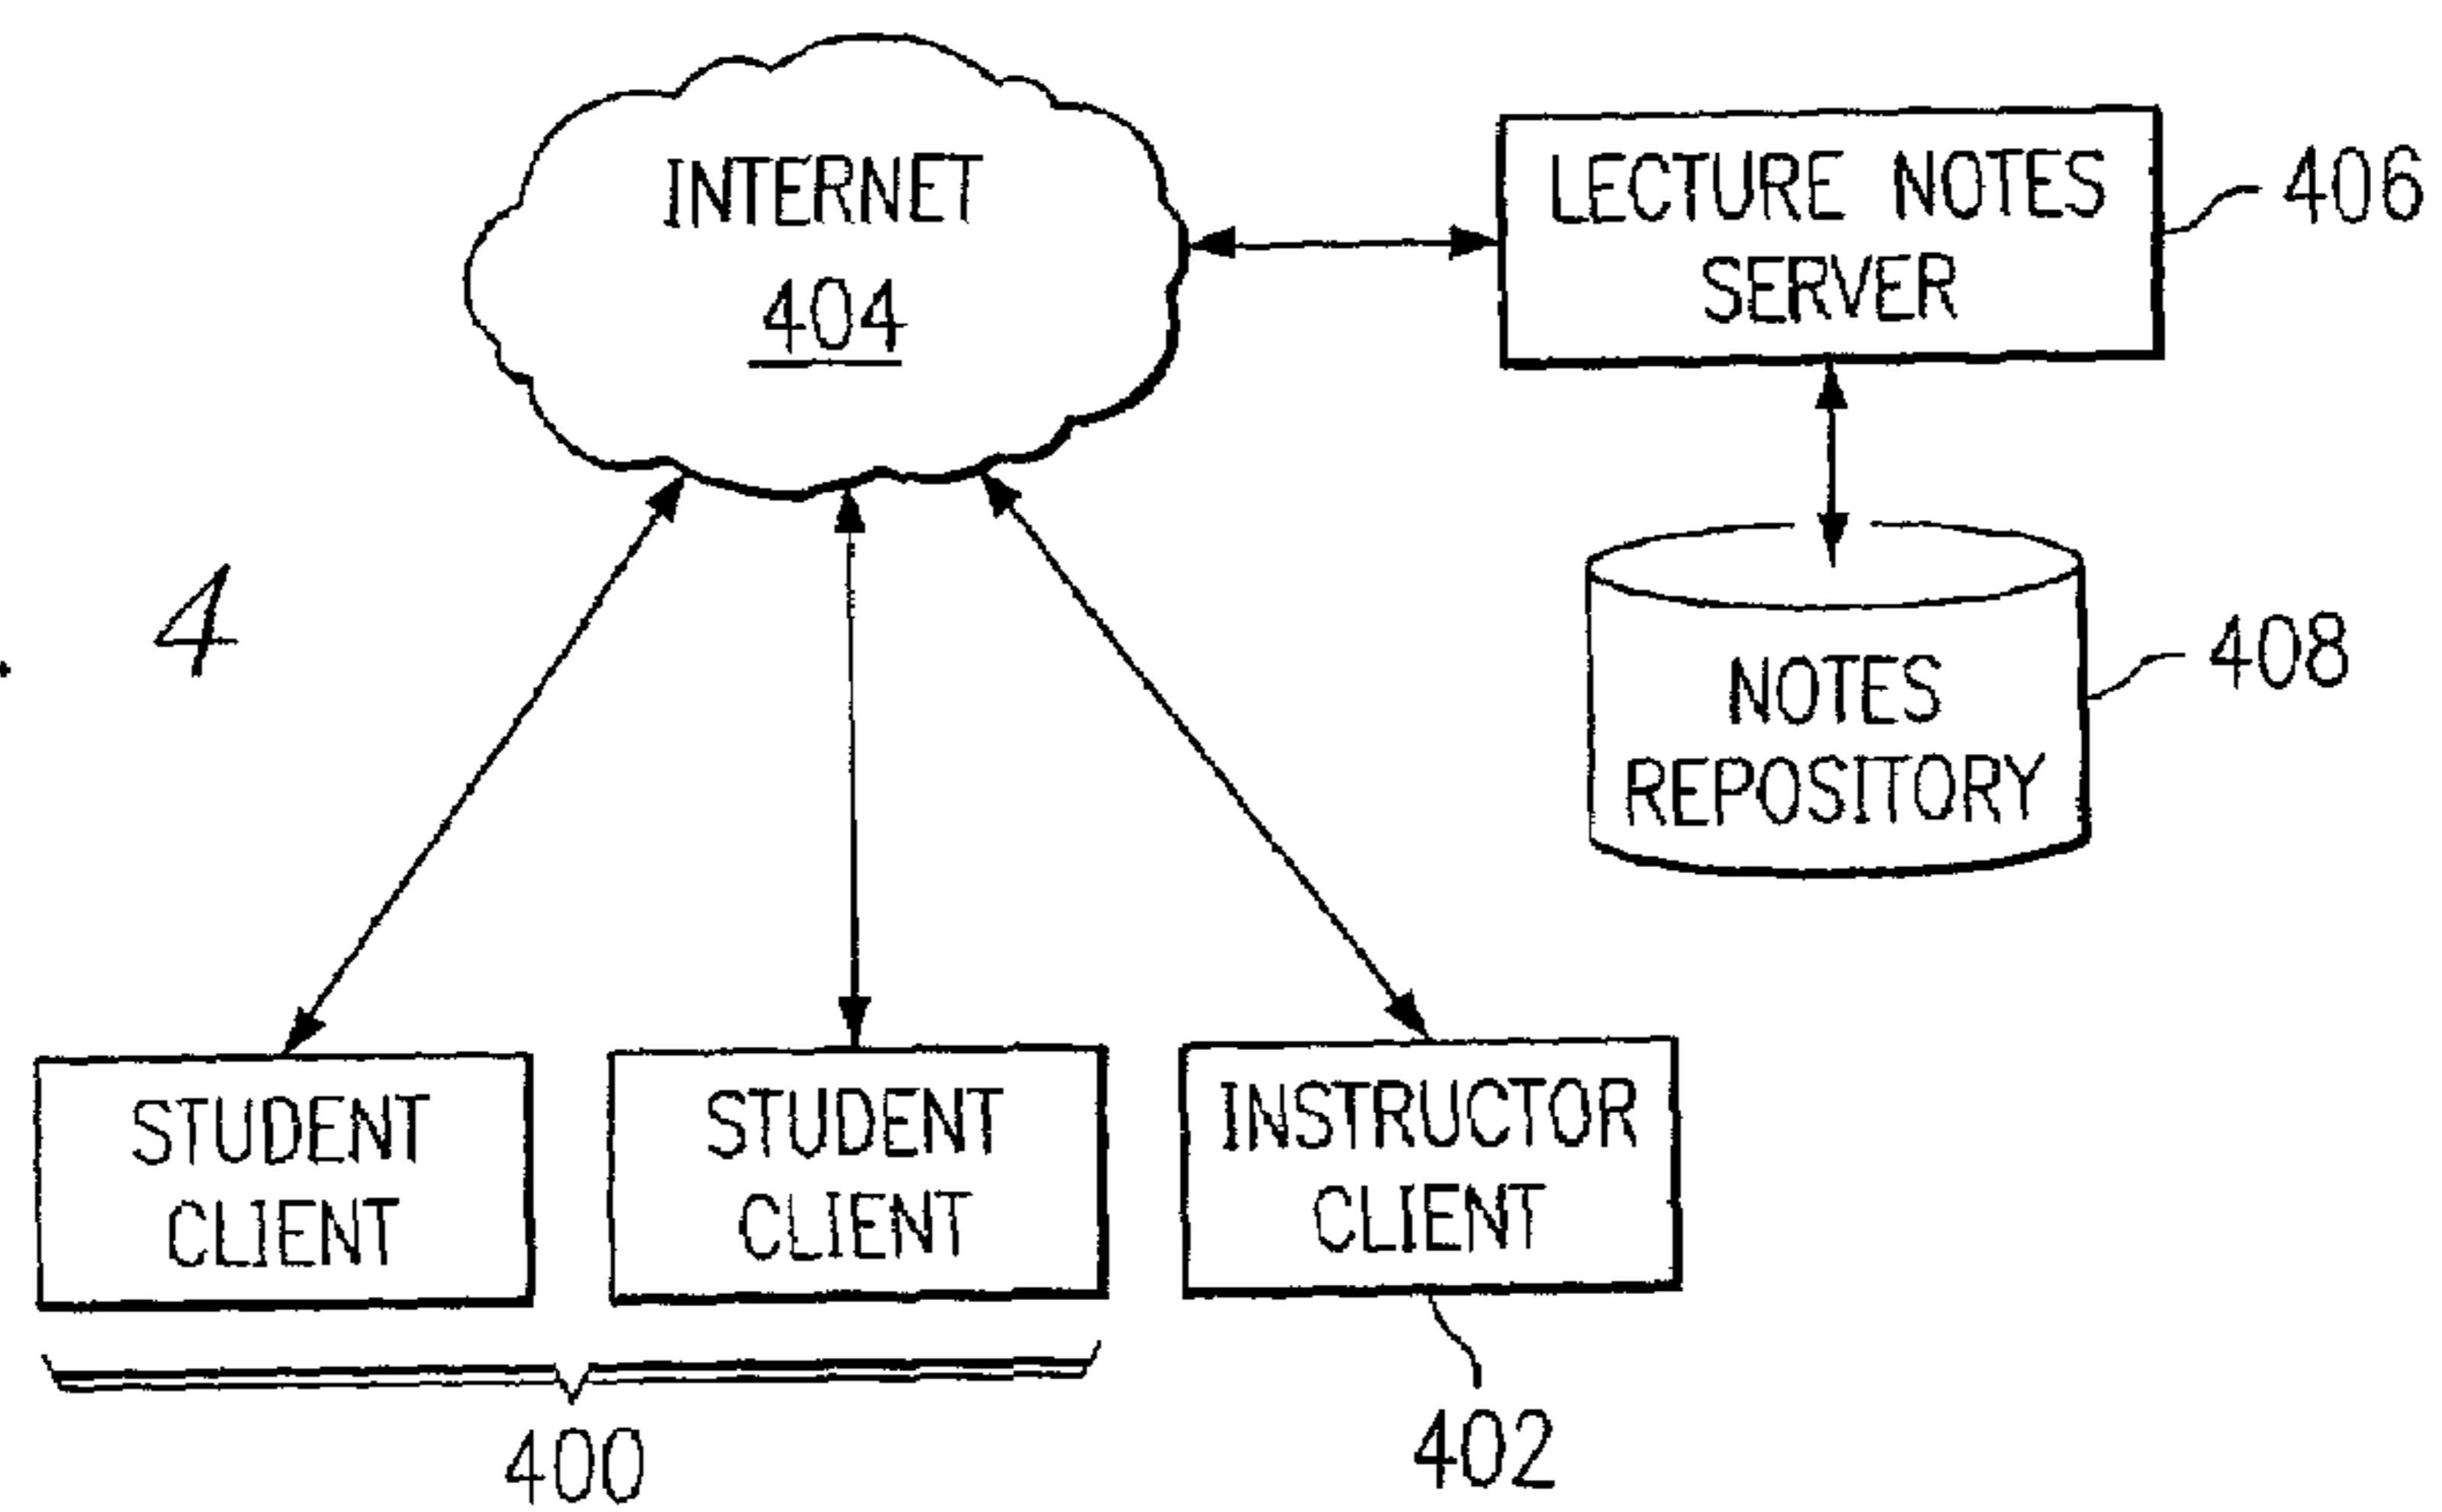 INTERNET
404
LECTURE NOTES
SERVER
406
4
NOTES
REPOSITORY
408
STUDENT
CLIENT
STUDENT
CLIENT
INSTRUCTOR
CLIENT
400
402